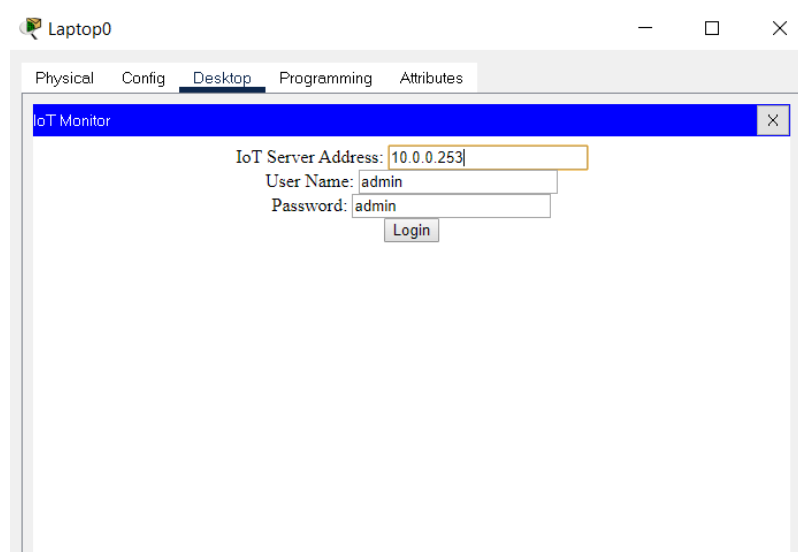 Laptop0
Physical Config Desktop Programming Attributes
IoT Monitor X
IoT Server Address: 10.0.0.253
User Name: admin
Password: admin
Login